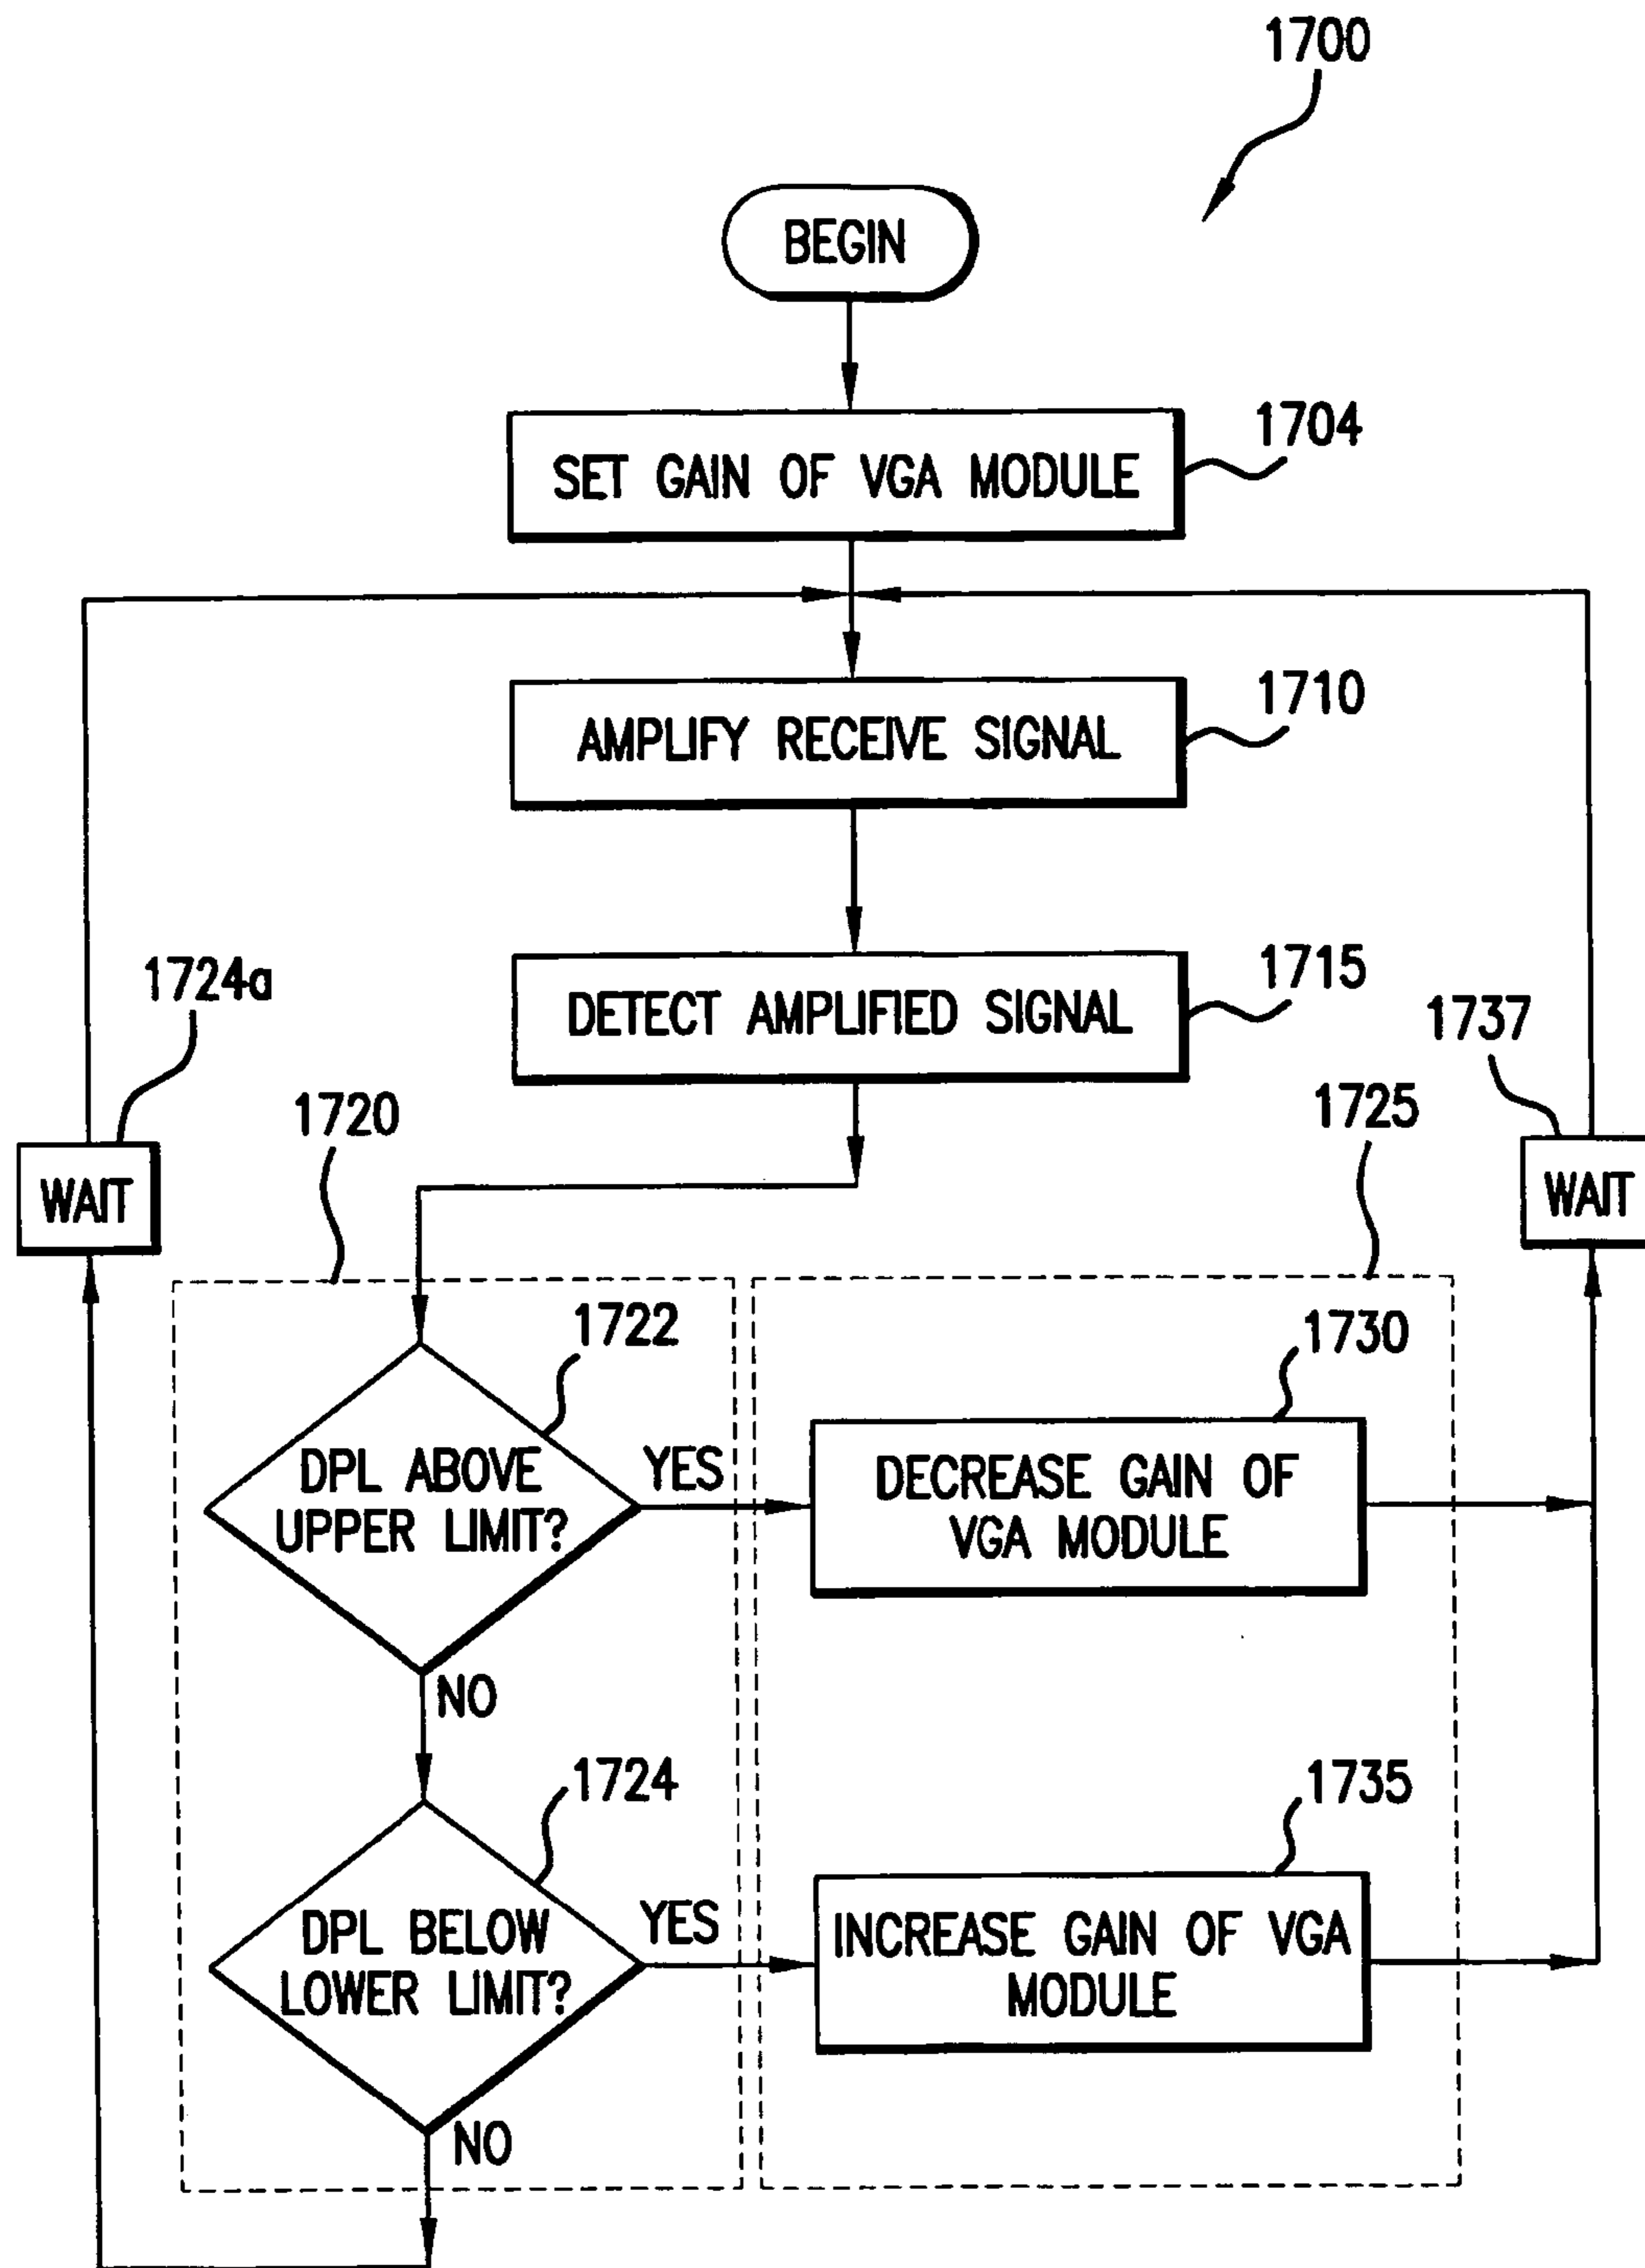 1700
BEGIN
1704
SET GAIN OF VGA MODULE
1710
AMPLIFY RECEIVE SIGNAL
1715
DETECT AMPLIFIED SIGNAL
1724a
1737
1720
1725
WAIT
WAIT
1722
1730
DPL ABOVE
UPPER LIMIT?
YES
DECREASE GAIN OF
VGA MODULE
NO
1724
1735
DPL BELOW
LOWER LIMIT?
YES
INCREASE GAIN OF VGA
MODULE
NO